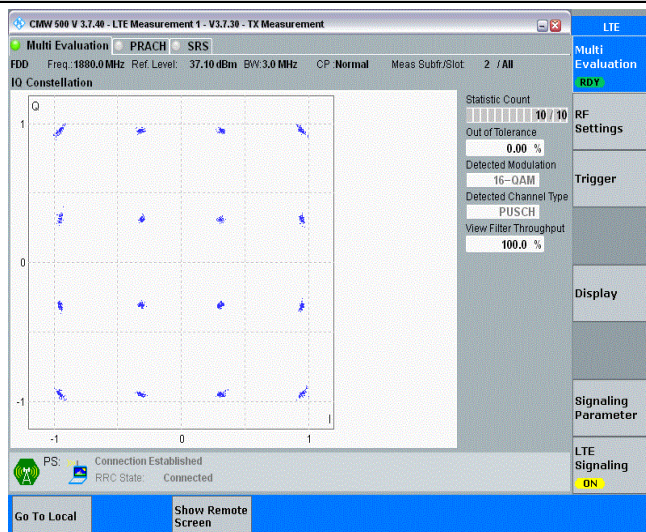 CMW 500 V 3.7.40 - LTE Measurement 1 - V3.7.30 - TX Measurement
LTE
Multi Evaluation PRACH SRS
Multi
Evaluation
RDY
FDD Freq.:1880.0 MHz Ref. Level: 37.10 dBm BW:3.0 MHz CP :Normal Meas Subfr./Slot: 2 / All
IQ Constellation
Q
1
0
-1
-1 0 1
I
Statistic Count
10 / 10
Out of Tolerance
0.00 %
Detected Modulation
16-QAM
Detected Channel Type
PUSCH
View Filter Throughput
100.0 %
RF
Settings
Trigger
Display
Signaling
Parameter
LTE
Signaling
ON
PS: Connection Established
RRC State: Connected
Go To Local
Show Remote
Screen